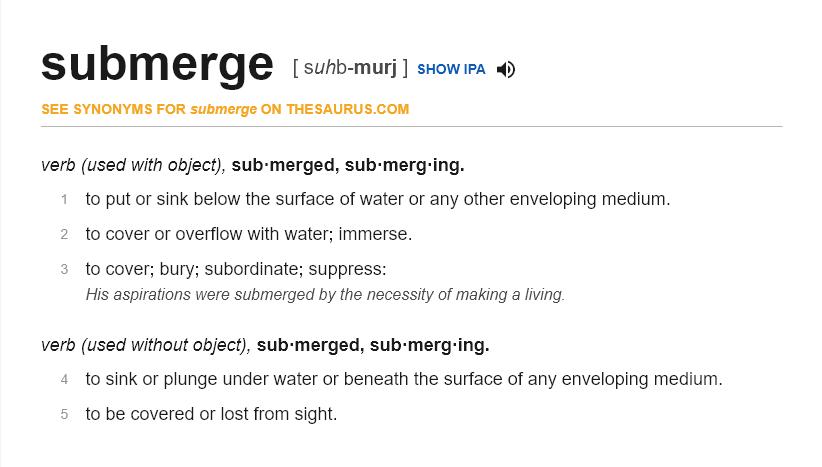 submerge [ suhb-murj ] SHOW IPA
SEE SYNONYMS FOR submerge ON THESAURUS.COM
verb (used with object), sub·merged, sub·merg·ing.
1 to put or sink below the surface of water or any other enveloping medium.
2 to cover or overflow with water; immerse.
3 to cover; bury; subordinate; suppress:
His aspirations were submerged by the necessity of making a living.
verb (used without object), sub·merged, sub·merg·ing.
4 to sink or plunge under water or beneath the surface of any enveloping medium.
5 to be covered or lost from sight.